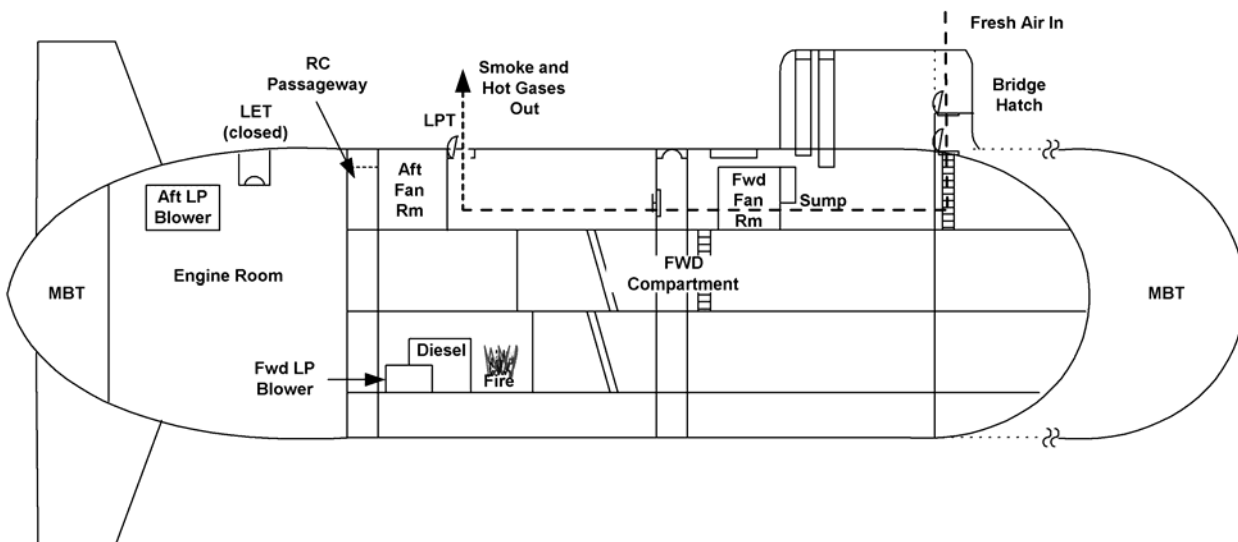 Fresh Air In
Smoke and
Hot Gases
Out
RC
Passageway
Bridge
Hatch
LET
(closed)
LPT
Aft
Fan
Rm
Fwd
Fan
Rm
Sump
Aft LP
Blower
Engine Room
FWD
Compartment
MBT
MBT
Diesel
Fwd LP
Blower
Fire